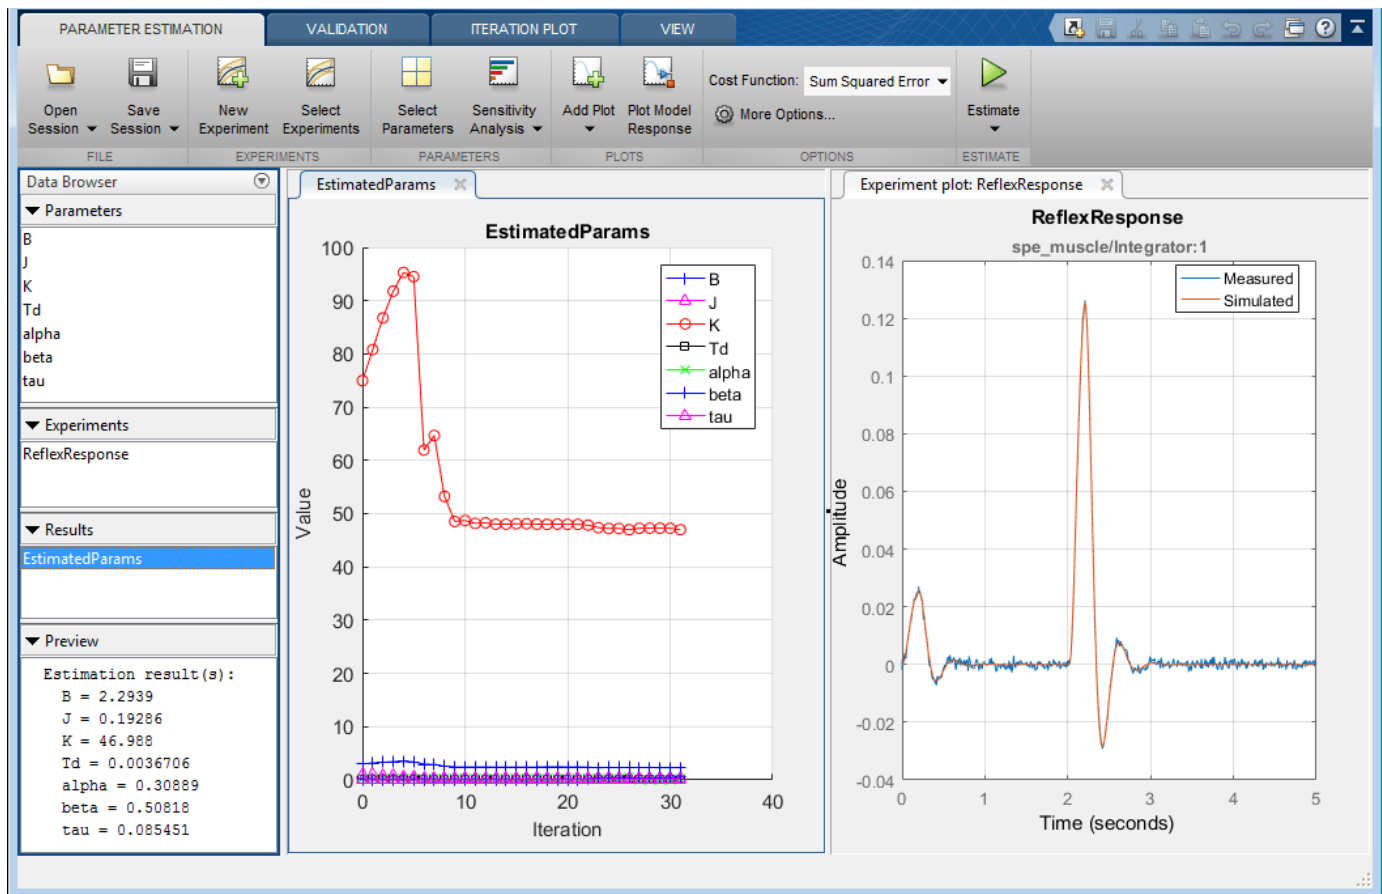 PARAMETER ESTIMATION
VALIDATION
ITERATION PLOT
VIEW
Open Session
Save Session
New Experiment
Select Experiments
Select Parameters
Sensitivity Analysis
Add Plot
Plot Model Response
Cost Function: Sum Squared Error
More Options...
Estimate
FILE
EXPERIMENTS
PARAMETERS
PLOTS
OPTIONS
ESTIMATE
Data Browser
Parameters
B
J
K
Td
alpha
beta
tau
Experiments
ReflexResponse
Results
EstimatedParams
Preview
Estimation result(s):
B = 2.2939
J = 0.19286
K = 46.988
Td = 0.0036706
alpha = 0.30889
beta = 0.50818
tau = 0.085451
EstimatedParams
EstimatedParams
100
90
80
70
60
50
40
30
20
10
0
Value
0 10 20 30 40
Iteration
B
J
K
Td
alpha
beta
tau
Experiment plot: ReflexResponse
ReflexResponse
spe_muscle/Integrator:1
0.14
0.12
0.1
0.08
0.06
0.04
0.02
0
-0.02
-0.04
Amplitude
0 1 2 3 4 5
Time (seconds)
Measured
Simulated